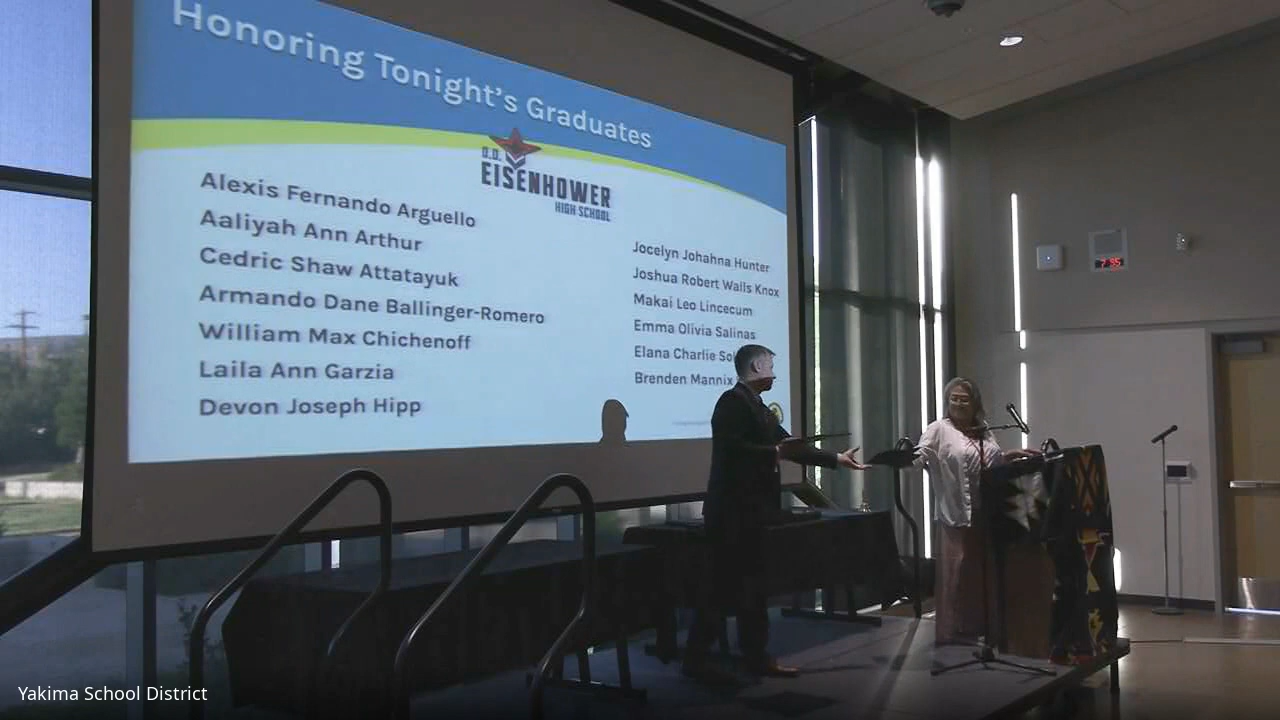 Honoring Tonight's Graduates
D.D.
EISENHOWER
HIGH SCHOOL
Alexis Fernando Arguello
Aaliyah Ann Arthur
Cedric Shaw Attatayuk
Armando Dane Ballinger-Romero
William Max Chichenoff
Laila Ann Garzia
Devon Joseph Hipp
Jocelyn Johahna Hunter
Joshua Robert Walls Knox
Makai Leo Lincecum
Emma Olivia Salinas
Elana Charlie
Brenden Mannix
Yakima School District